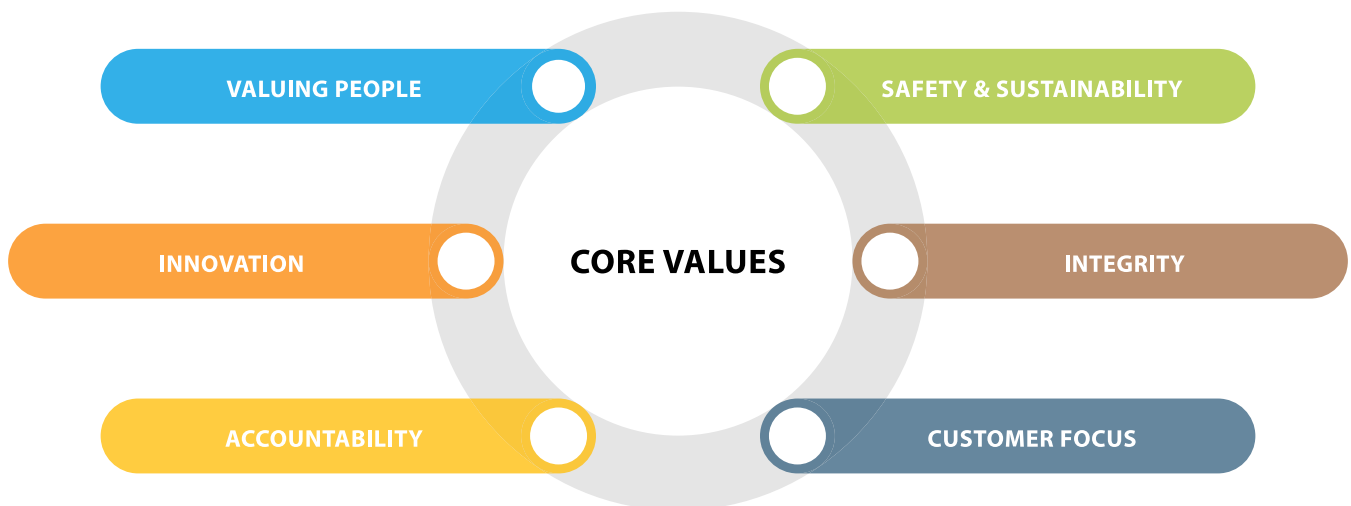 VALUING PEOPLE
SAFETY & SUSTAINABILITY
INNOVATION
CORE VALUES
INTEGRITY
ACCOUNTABILITY
CUSTOMER FOCUS